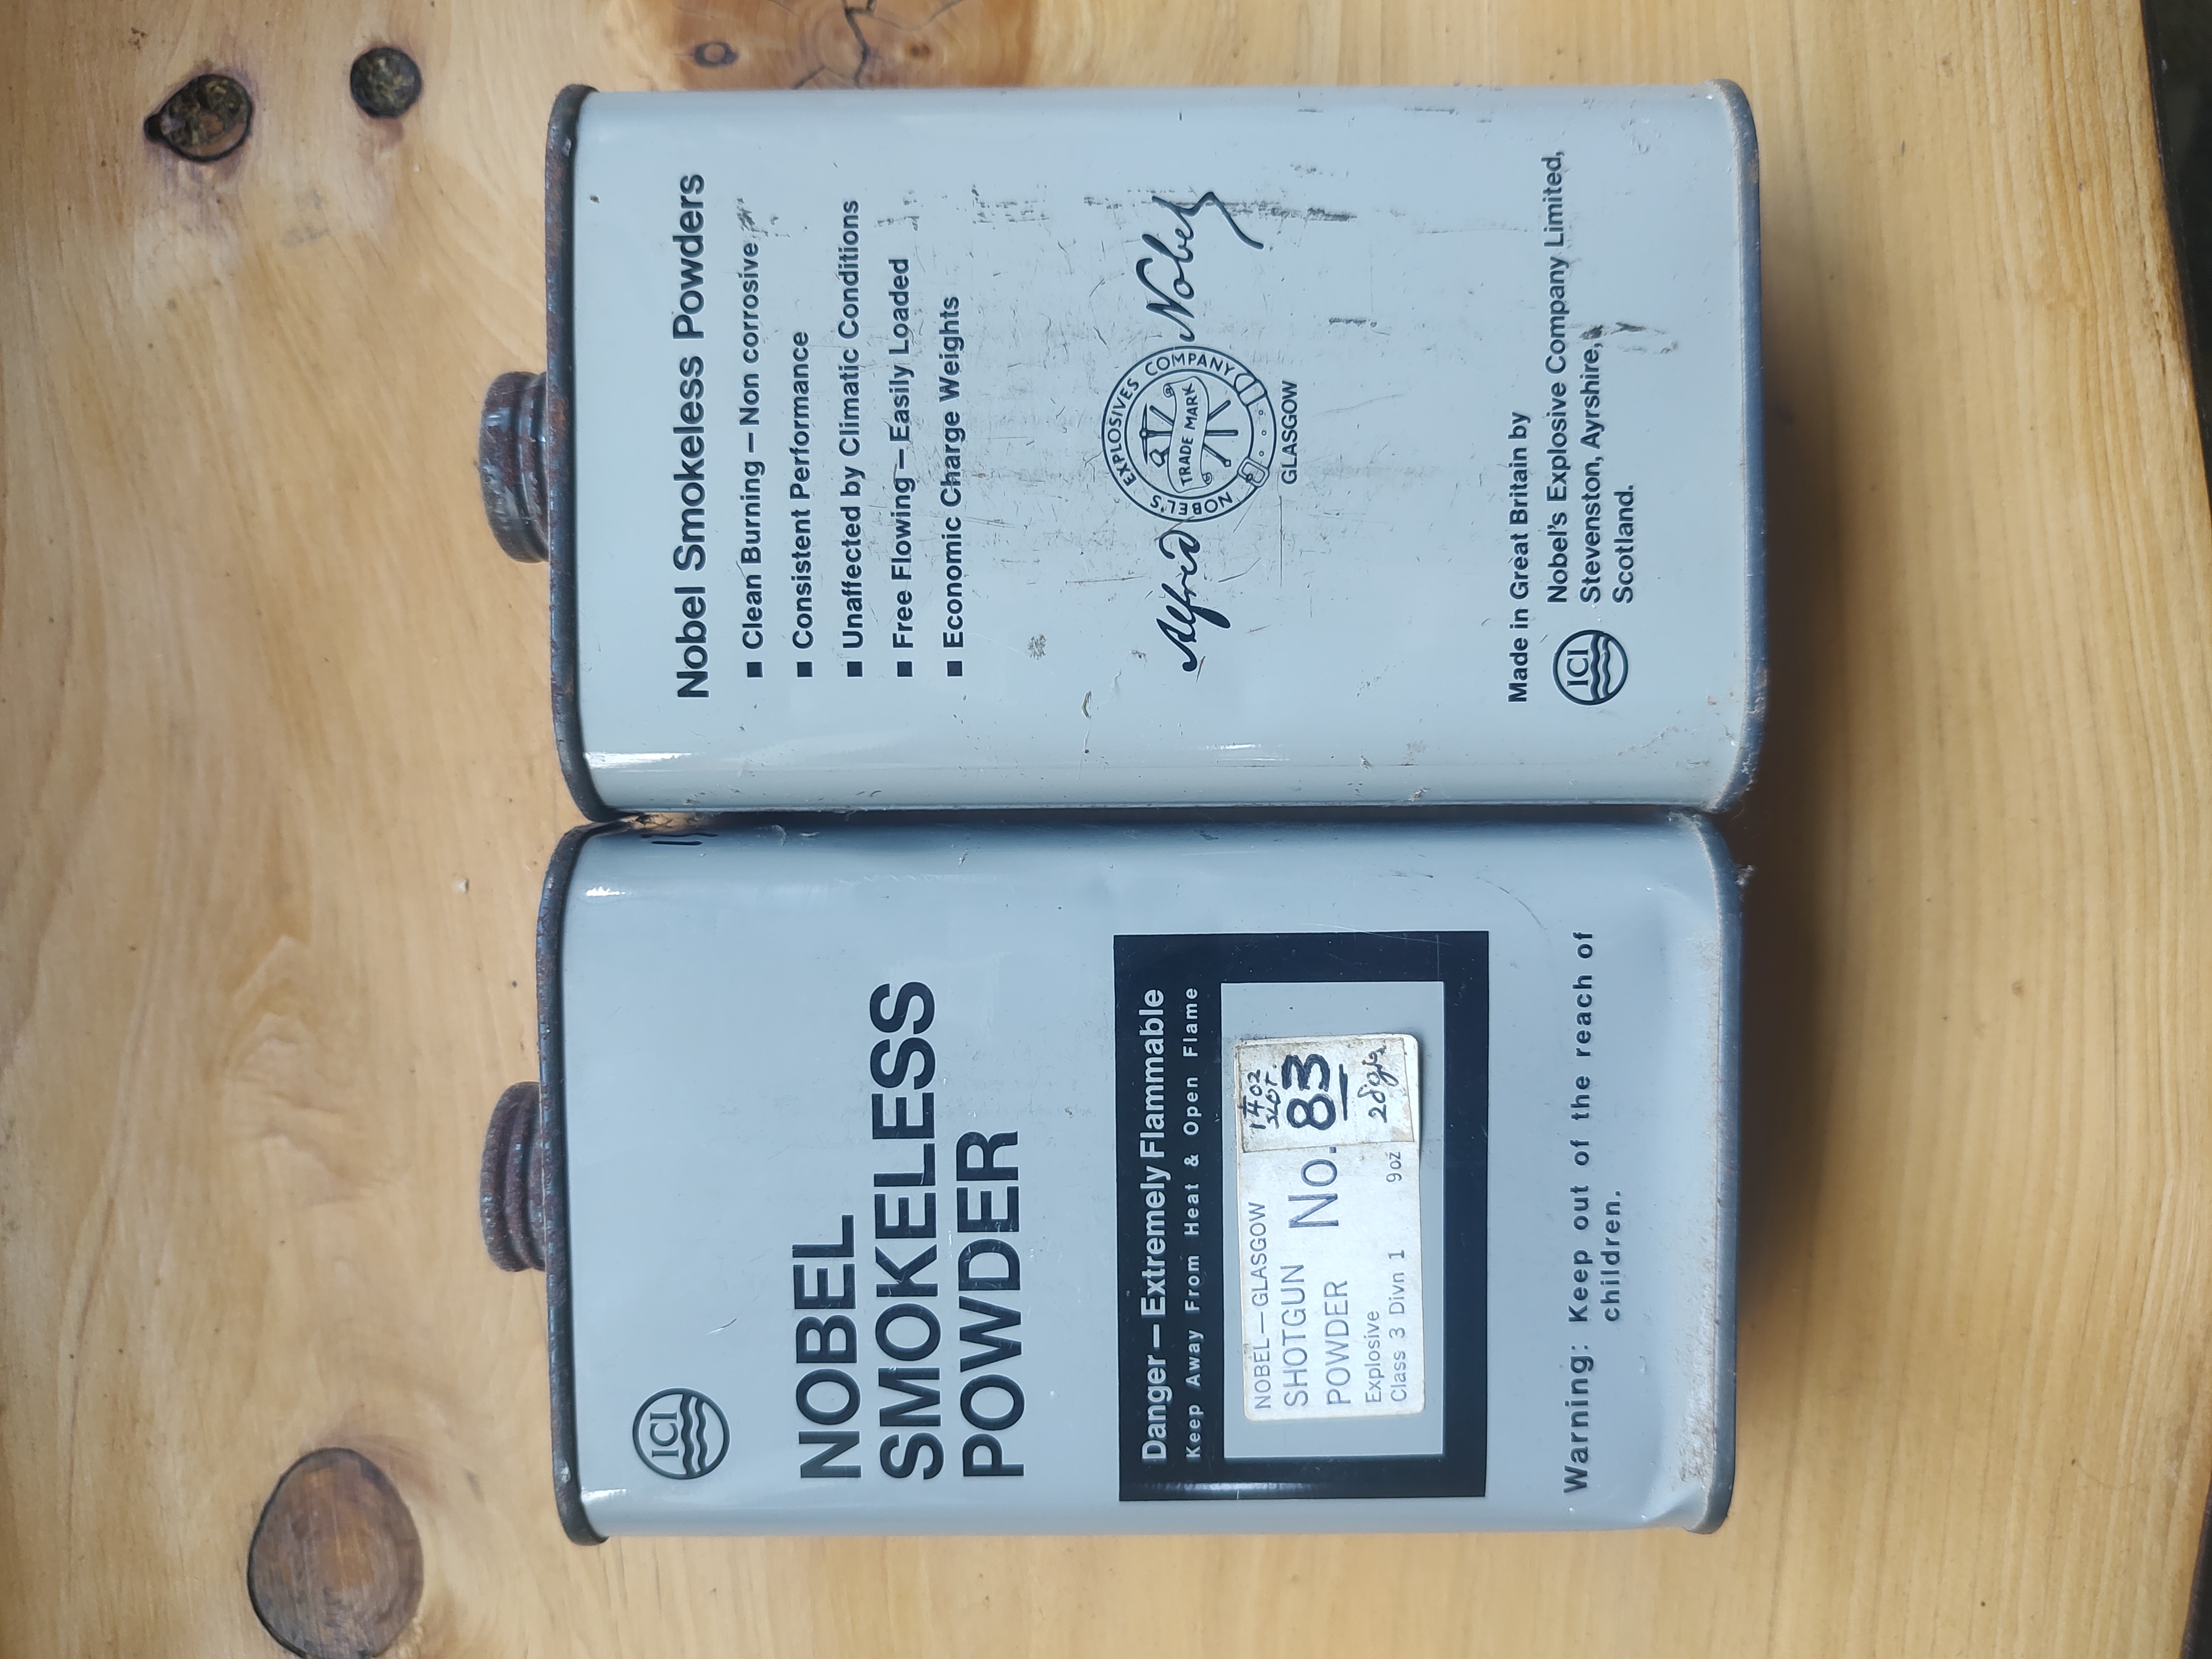 ICI
NOBEL
SMOKELESS
POWDER
Danger — Extremely Flammable
Keep Away From Heat & Open Flame
NOBEL—GLASGOW
SHOTGUN
POWDER No. 83
Explosive
Class 3 Divn 1 9oz
1402
SLOT.
Warning: Keep out of the reach of
children.
Nobel Smokeless Powders
■ Clean Burning — Non corrosive
■ Consistent Performance
■ Unaffected by Climatic Conditions
■ Free Flowing — Easily Loaded
■ Economic Charge Weights
Alfred Nobel
NOBEL'S EXPLOSIVES COMPANY
TRADE MARK
GLASGOW
Made in Great Britain by
ICI
Nobel's Explosive Company Limited,
Stevenston, Ayrshire,
Scotland.